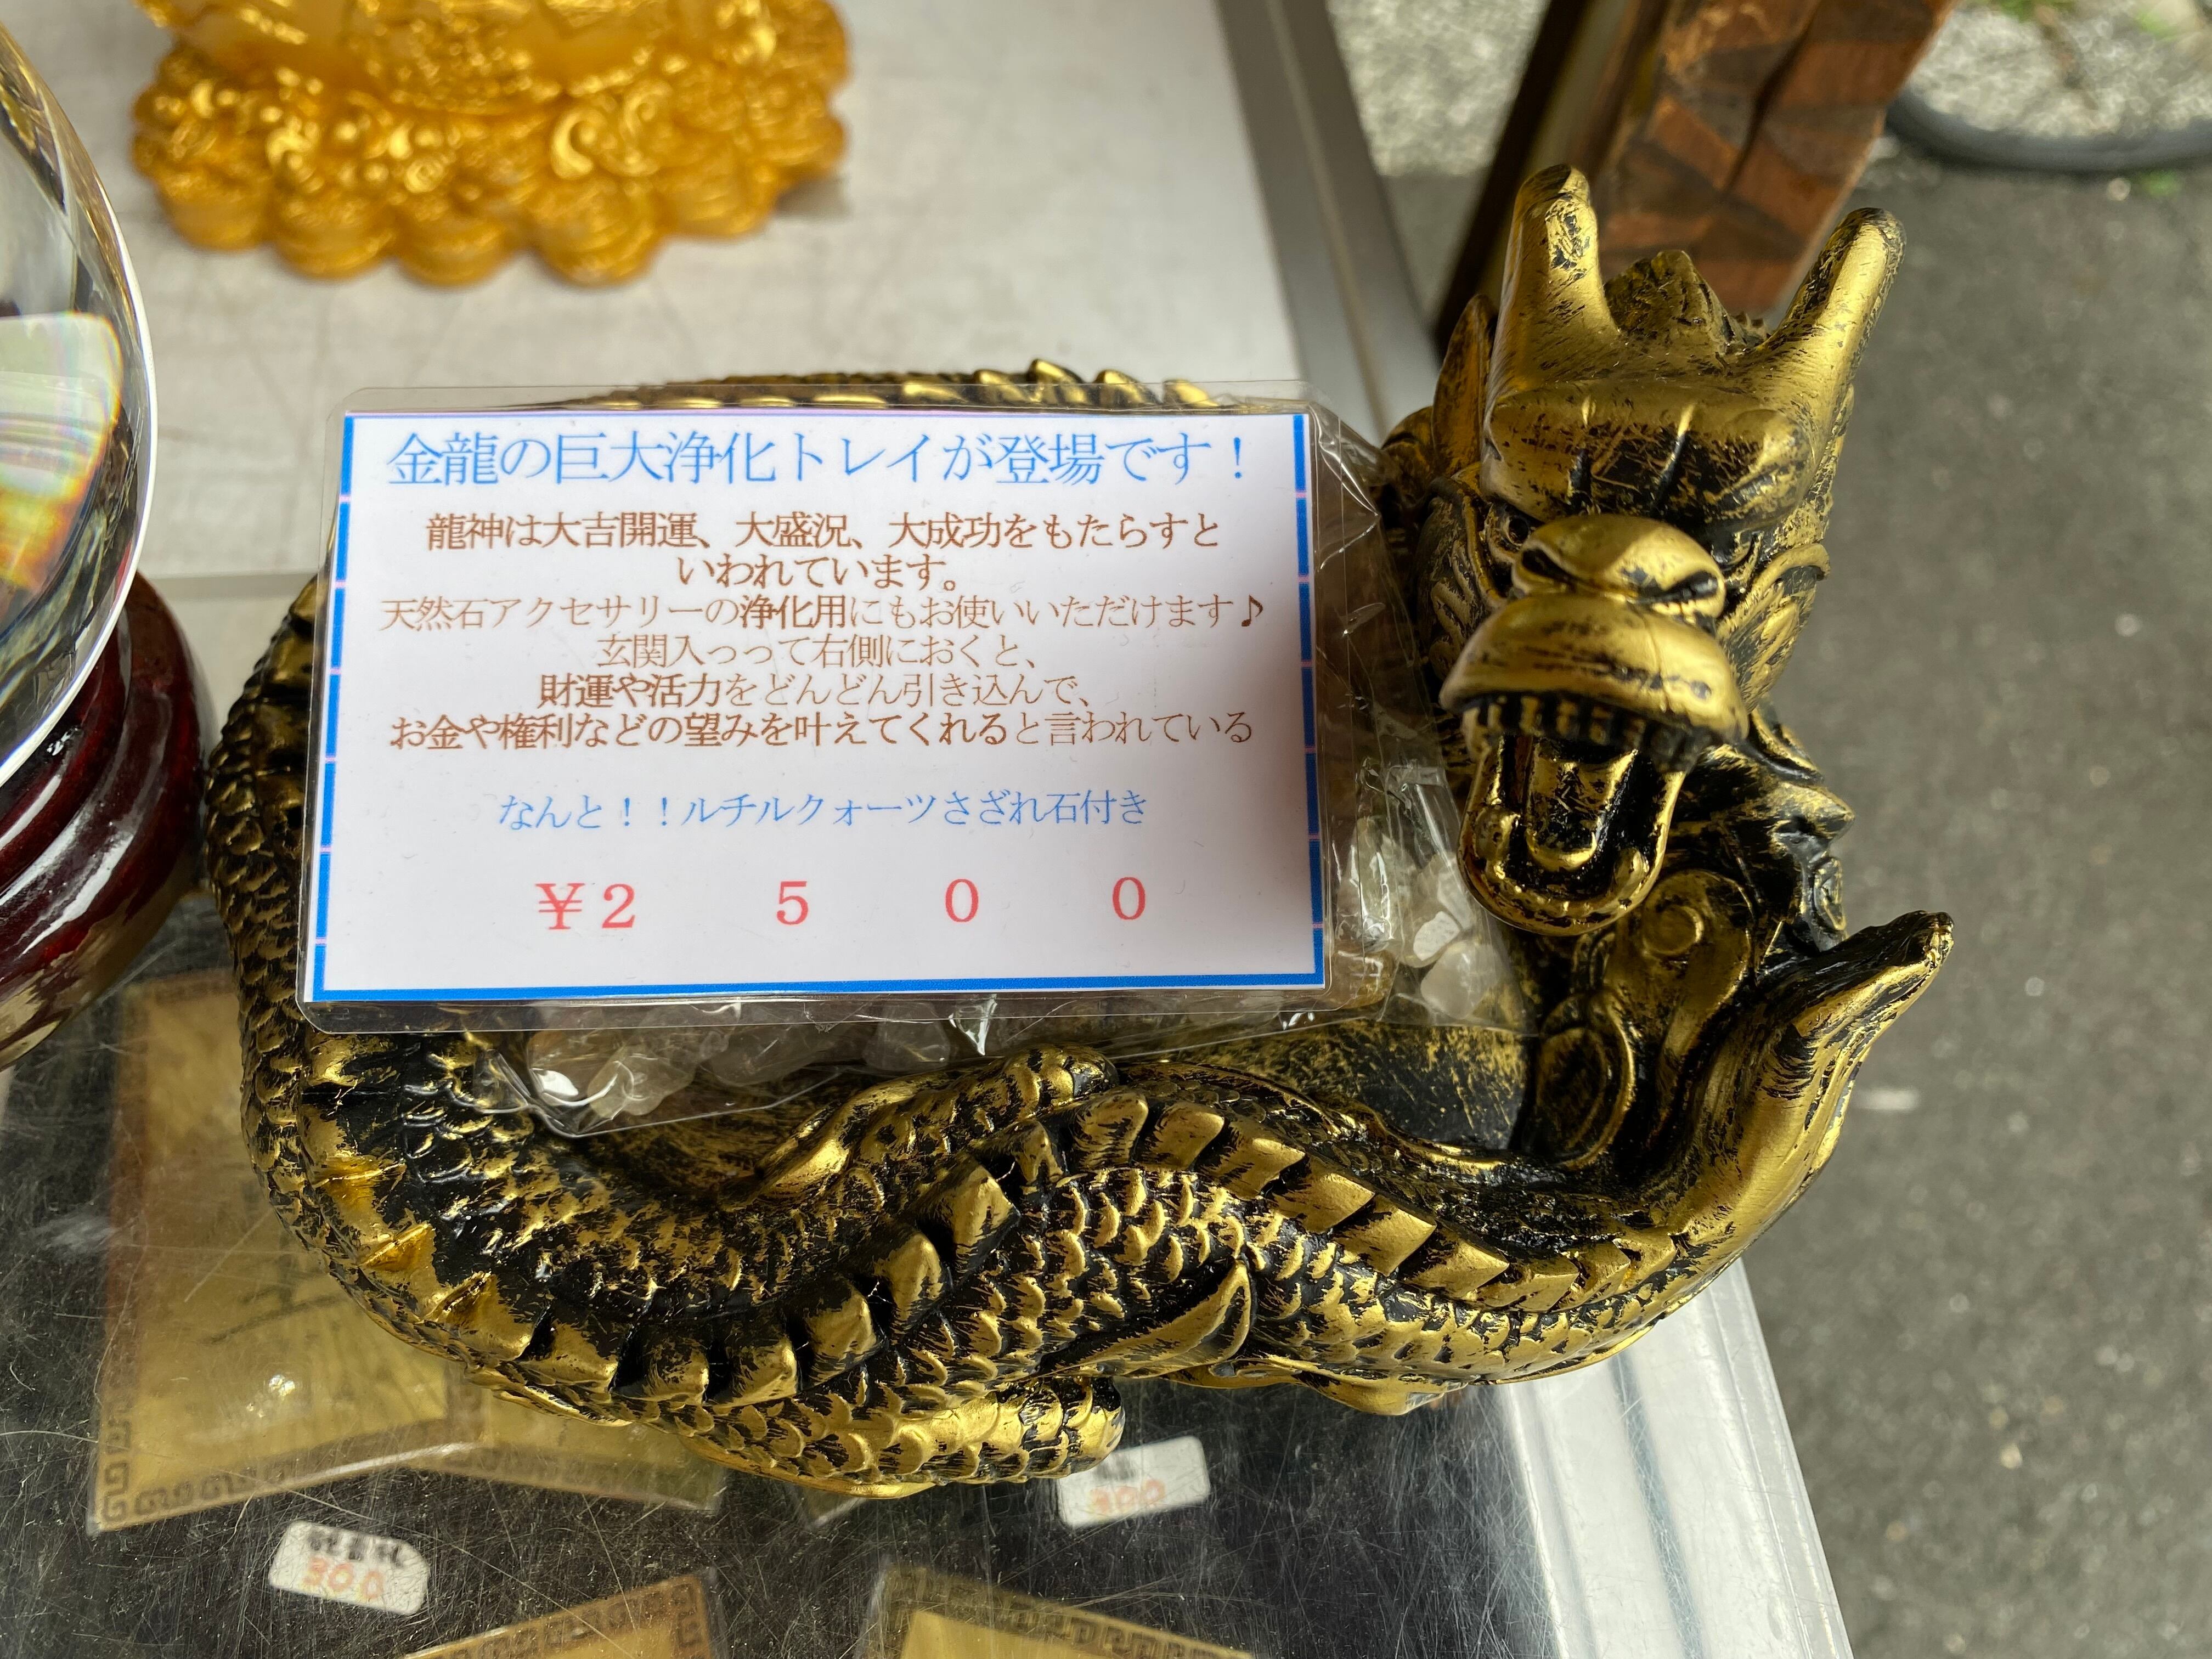 金龍の巨大浄化トレイが登場です！
龍神は大吉開運、大盛況、大成功をもたらすと
いわれています。
天然石アクセサリーの浄化用にもお使いいただけます♪
玄関入っって右側におくと、
財運や活力をどんどん引き込んで、
お金や権利などの望みを叶えてくれると言われている
なんと！！ルチルクォーツさざれ石付き
￥2500
300
300